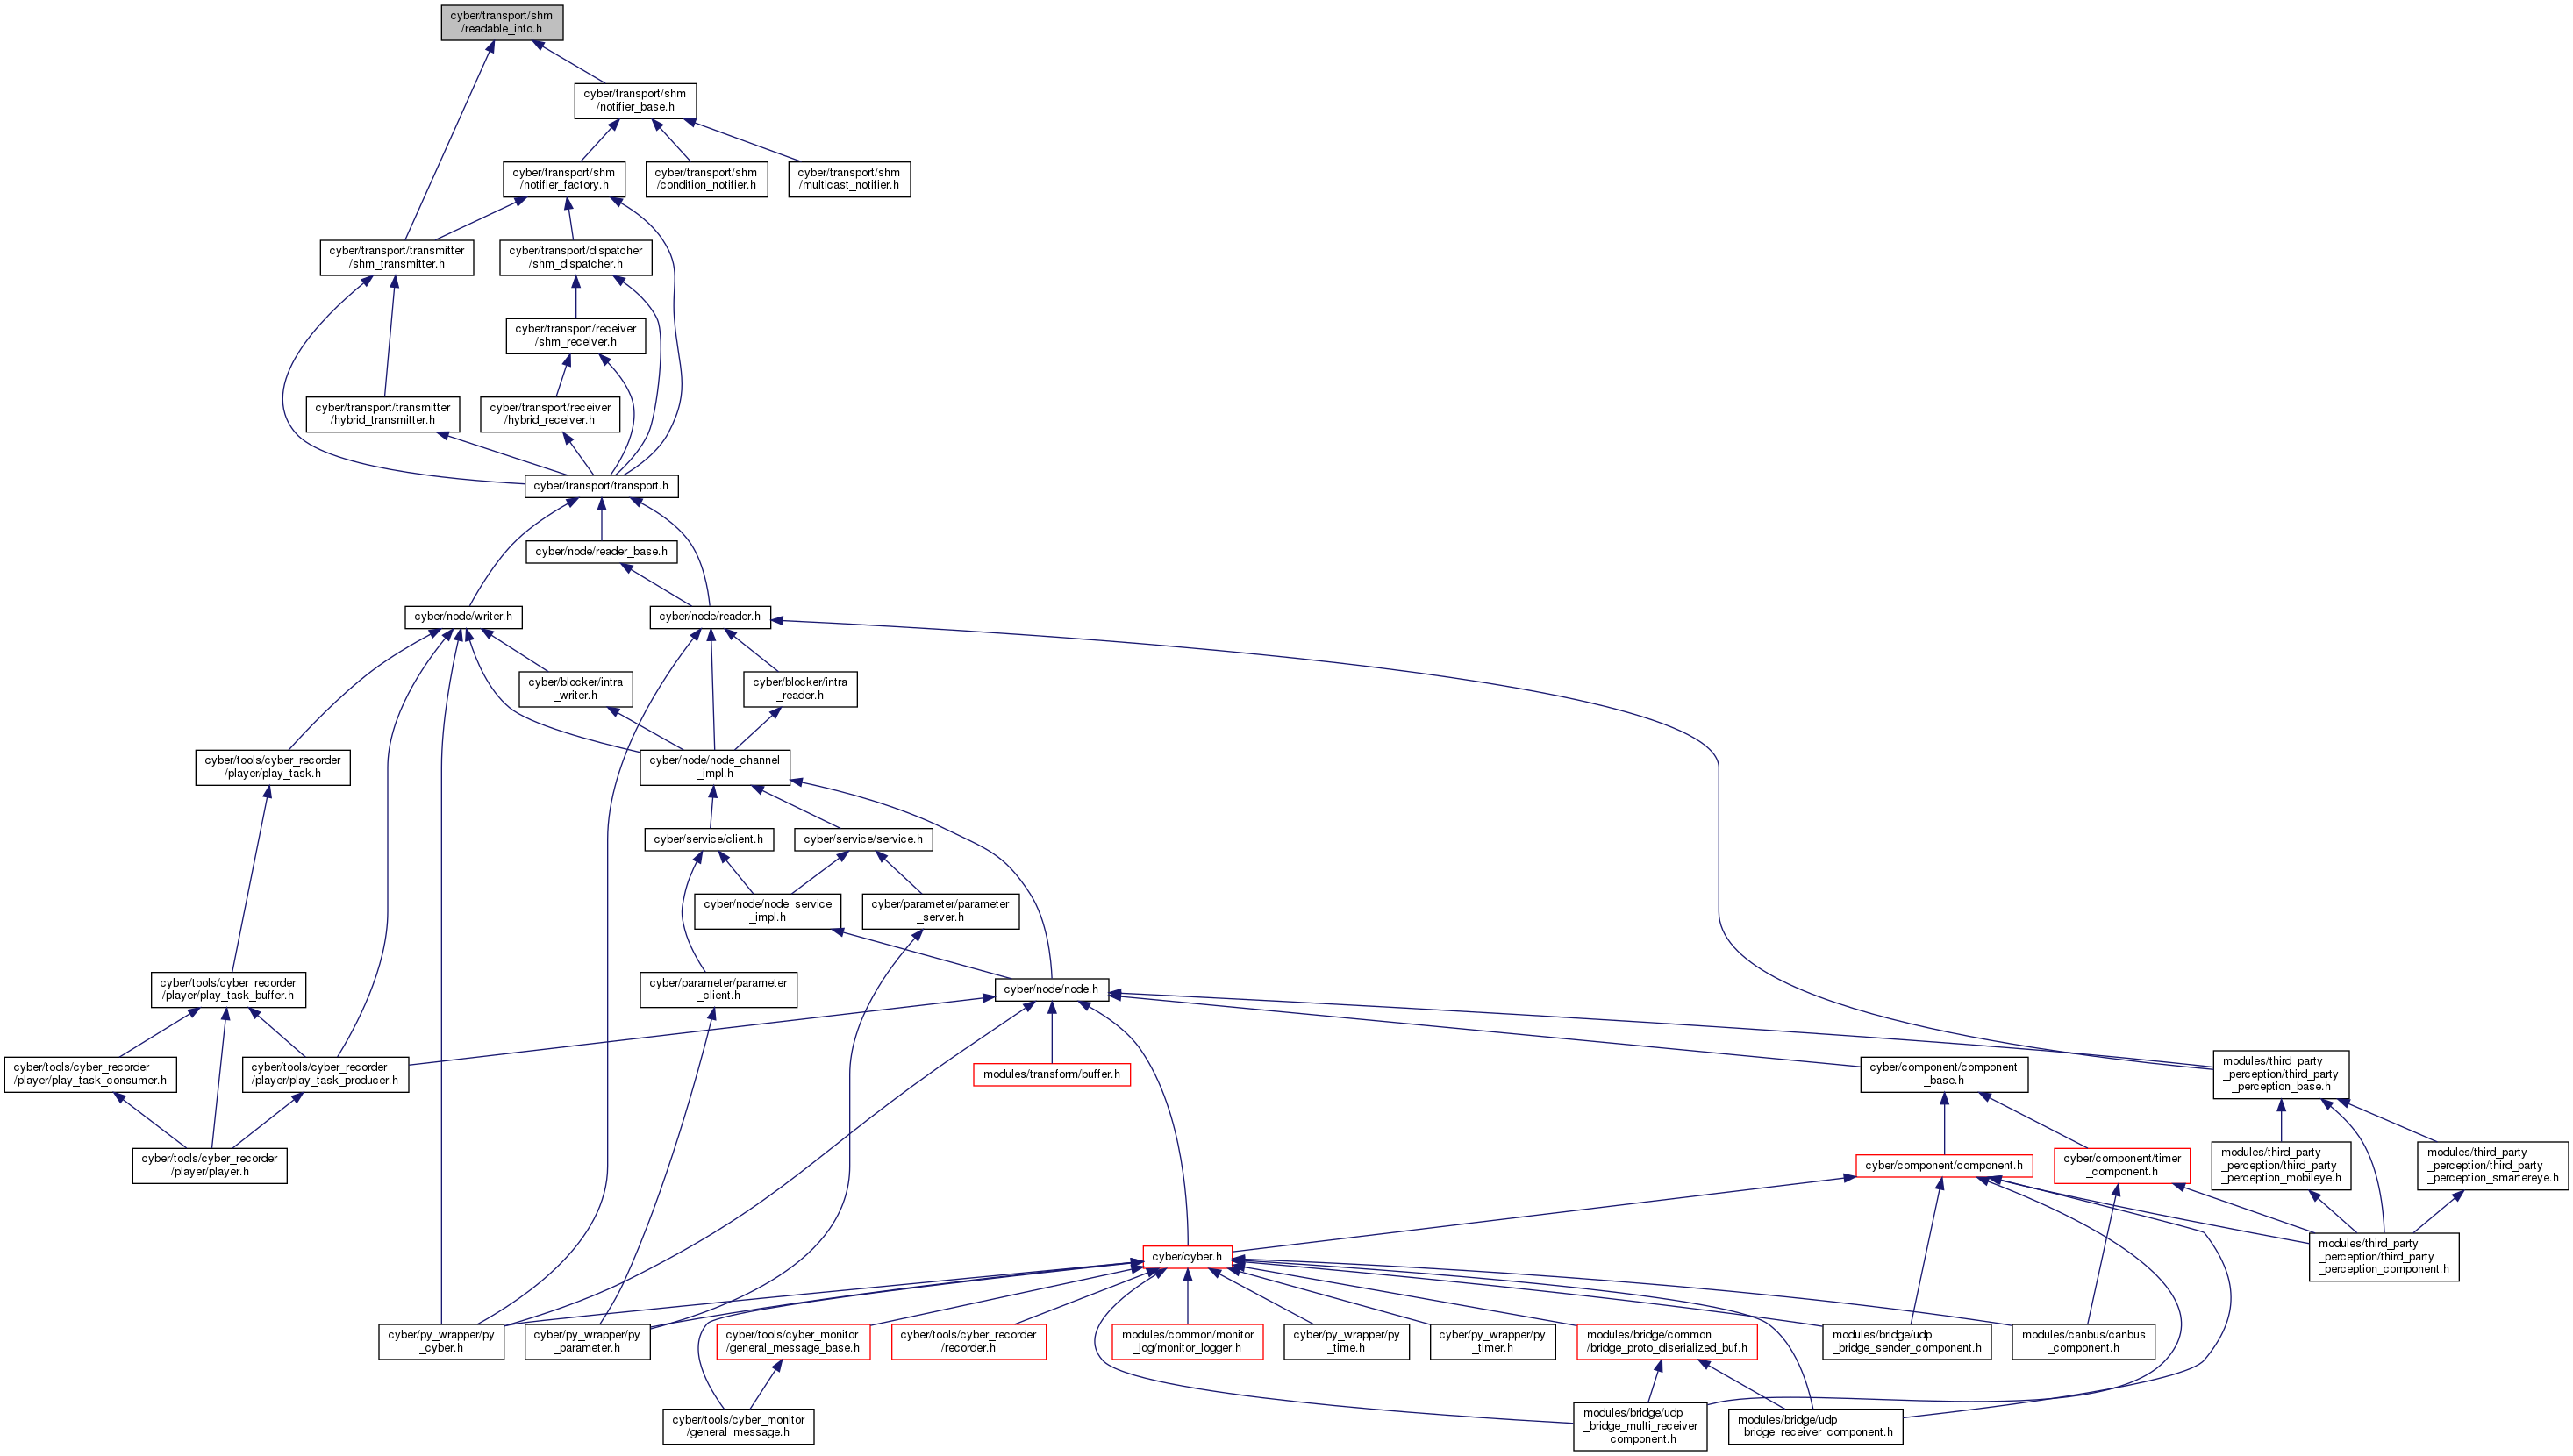 cyber/transport/shm
/readable_info.h
cyber/transport/shm
/notifier_base.h
cyber/transport/shm
/notifier_factory.h
cyber/transport/shm
/condition_notifier.h
cyber/transport/shm
/multicast_notifier.h
cyber/transport/transmitter
/shm_transmitter.h
cyber/transport/dispatcher
/shm_dispatcher.h
cyber/transport/receiver
/shm_receiver.h
cyber/transport/transmitter
/hybrid_transmitter.h
cyber/transport/receiver
/hybrid_receiver.h
cyber/transport/transport.h
cyber/node/reader_base.h
cyber/node/writer.h
cyber/node/reader.h
cyber/blocker/intra
_writer.h
cyber/blocker/intra
_reader.h
cyber/tools/cyber_recorder
/player/play_task.h
cyber/node/node_channel
_impl.h
cyber/service/client.h
cyber/service/service.h
cyber/node/node_service
_impl.h
cyber/parameter/parameter
_server.h
cyber/tools/cyber_recorder
/player/play_task_buffer.h
cyber/parameter/parameter
_client.h
cyber/node/node.h
cyber/tools/cyber_recorder
/player/play_task_consumer.h
cyber/tools/cyber_recorder
/player/play_task_producer.h
modules/transform/buffer.h
cyber/component/component
_base.h
modules/third_party
_perception/third_party
_perception_base.h
cyber/tools/cyber_recorder
/player/player.h
cyber/component/component.h
cyber/component/timer
_component.h
modules/third_party
_perception/third_party
_perception_mobileye.h
modules/third_party
_perception/third_party
_perception_smartereye.h
cyber/cyber.h
modules/third_party
_perception/third_party
_perception_component.h
cyber/py_wrapper/py
_cyber.h
cyber/py_wrapper/py
_parameter.h
cyber/tools/cyber_monitor
/general_message_base.h
cyber/tools/cyber_recorder
/recorder.h
modules/common/monitor
_log/monitor_logger.h
cyber/py_wrapper/py
_time.h
cyber/py_wrapper/py
_timer.h
modules/bridge/common
/bridge_proto_diserialized_buf.h
modules/bridge/udp
_bridge_sender_component.h
modules/canbus/canbus
_component.h
cyber/tools/cyber_monitor
/general_message.h
modules/bridge/udp
_bridge_multi_receiver
_component.h
modules/bridge/udp
_bridge_receiver_component.h